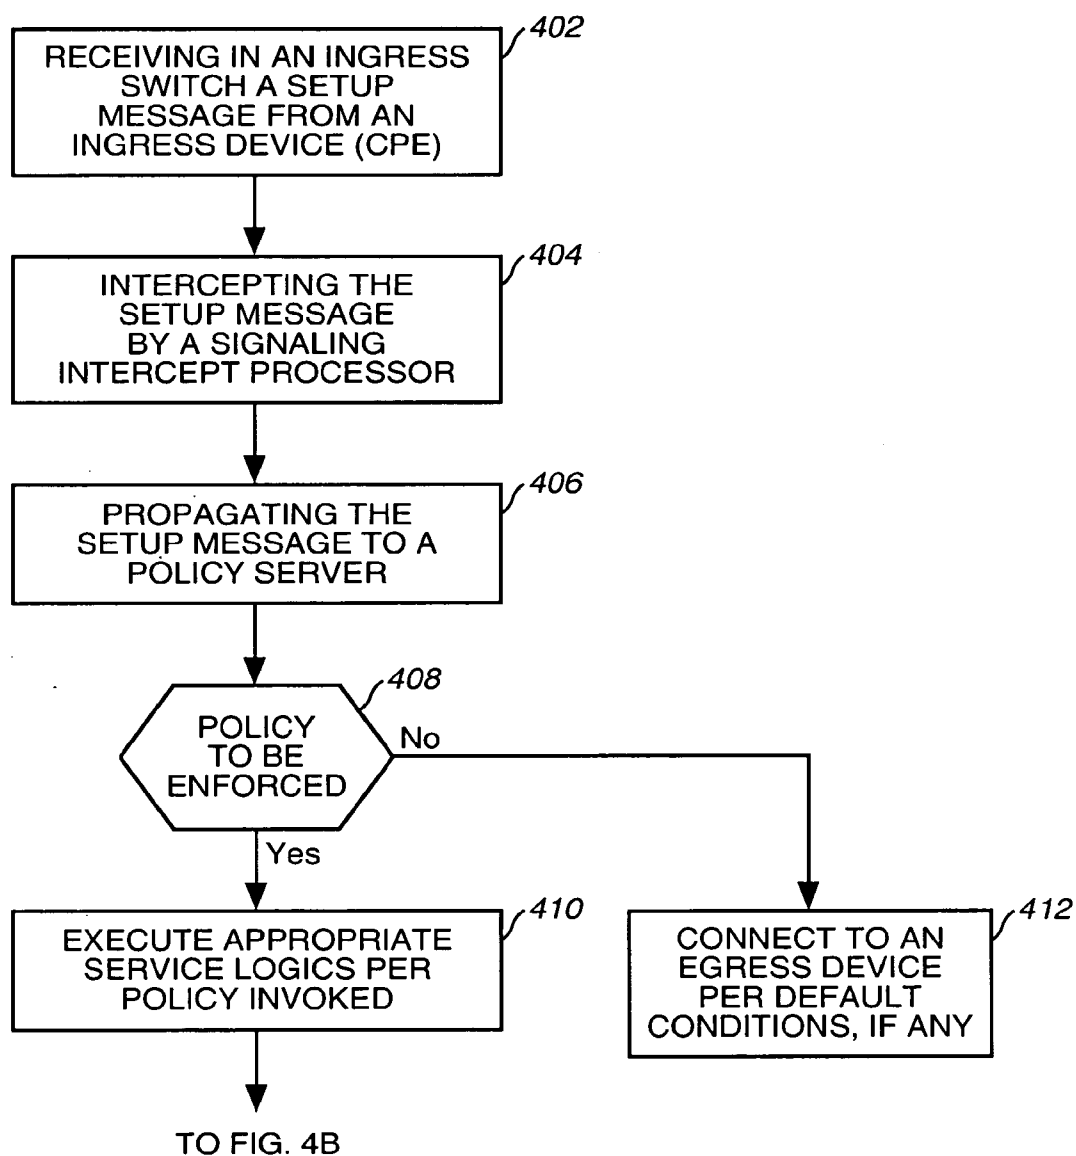 402
RECEIVING IN AN INGRESS
SWITCH A SETUP
MESSAGE FROM AN
INGRESS DEVICE (CPE)
404
INTERCEPTING THE
SETUP MESSAGE
BY A SIGNALING
INTERCEPT PROCESSOR
406
PROPAGATING THE
SETUP MESSAGE TO A
POLICY SERVER
408
POLICY
TO BE
ENFORCED
No
Yes
410
EXECUTE APPROPRIATE
SERVICE LOGICS PER
POLICY INVOKED
412
CONNECT TO AN
EGRESS DEVICE
PER DEFAULT
CONDITIONS, IF ANY
TO FIG. 4B